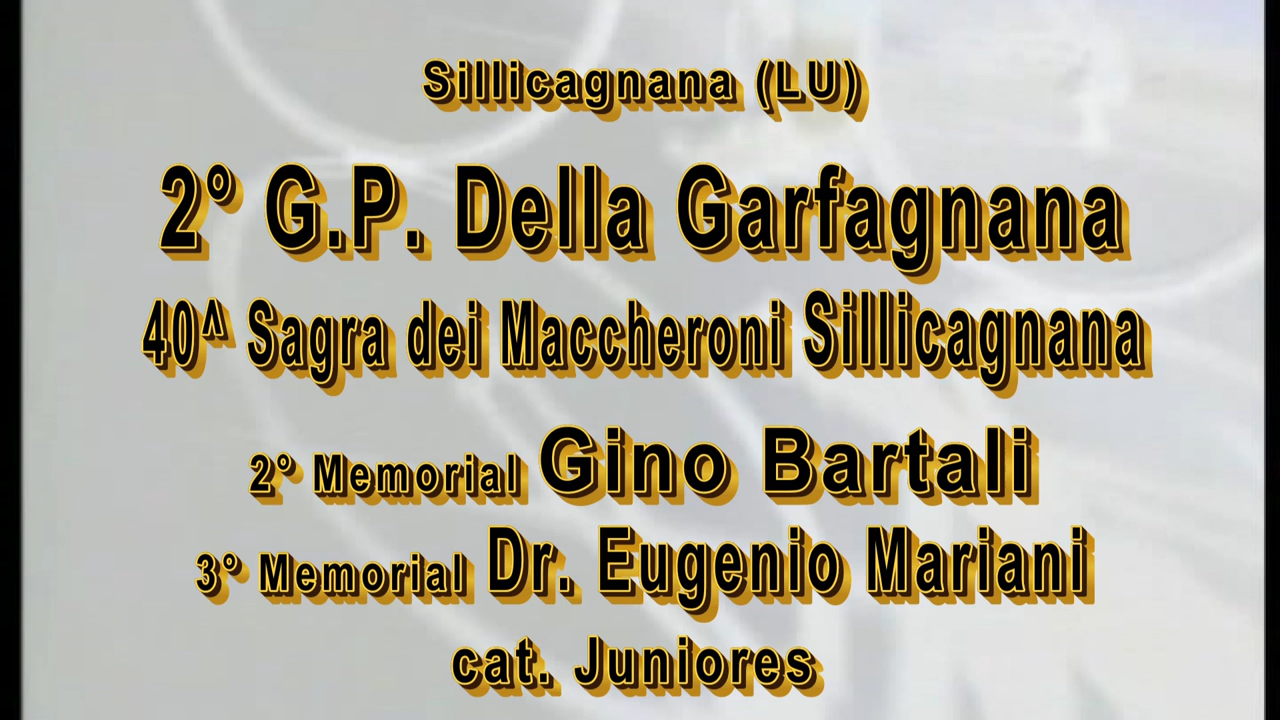 Sillicagnana (LU)
2° G.P. Della Garfagnana
40^ Sagra dei Maccheroni Sillicagnana
2° Memorial Gino Bartali
3° Memorial Dr. Eugenio Mariani
cat. Juniores